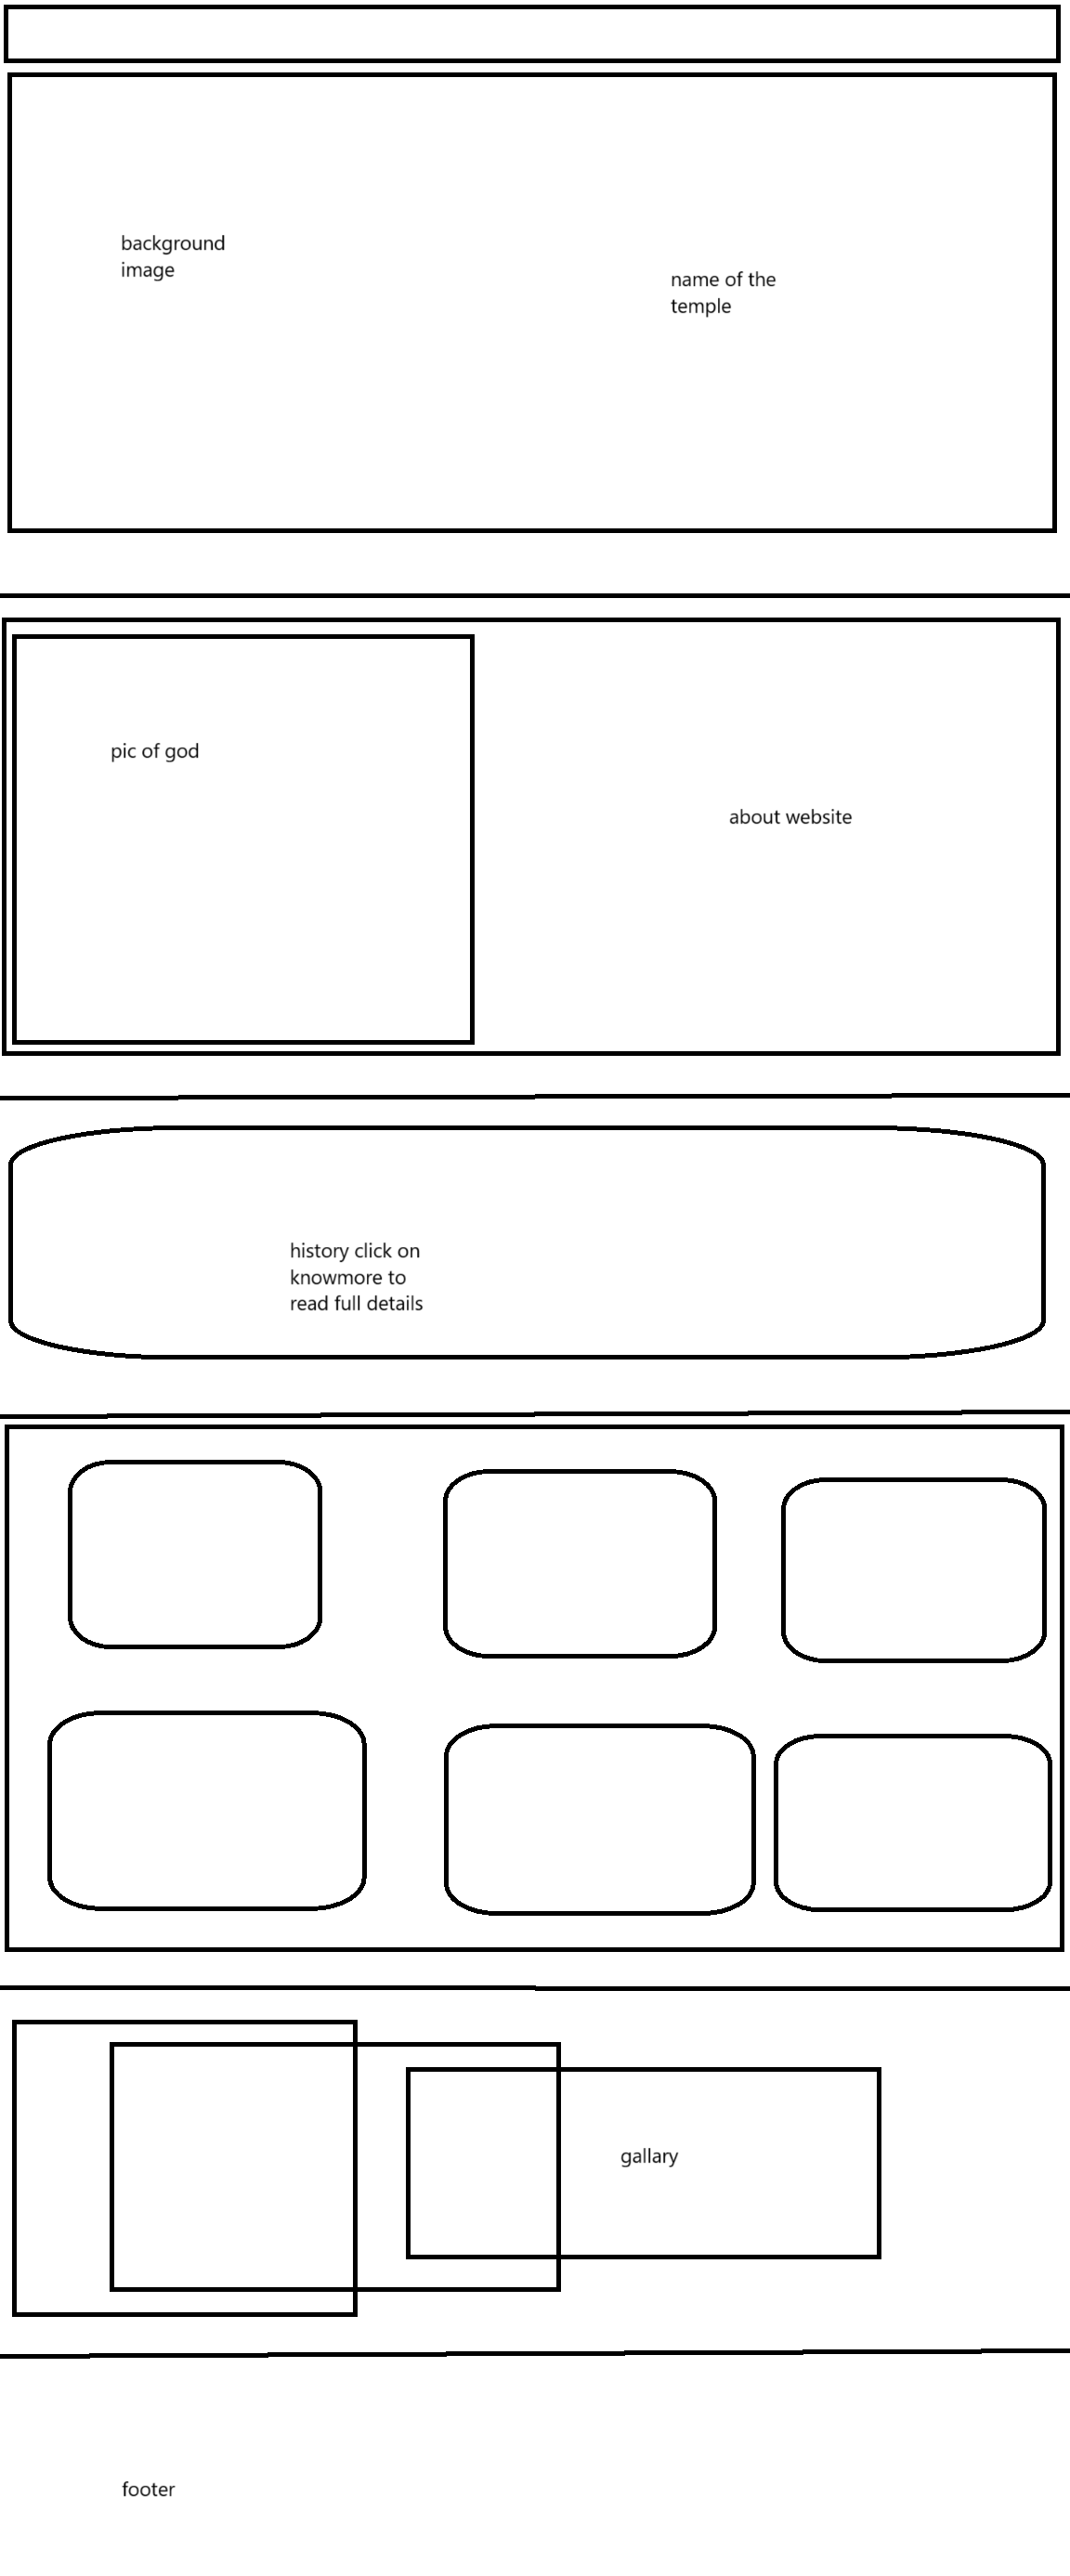 background
image
name of the
temple
pic of god
about website
history click on
knowmore to
read full details
gallary
footer